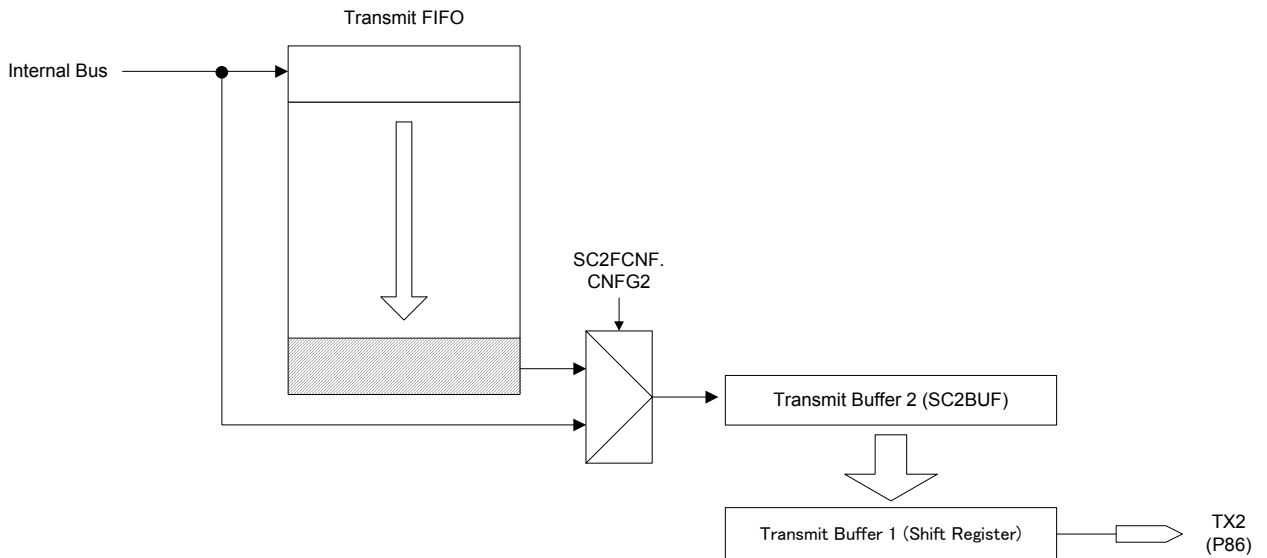 Transmit FIFO
Internal Bus
SC2FCNF.
CNFG2
Transmit Buffer 2 (SC2BUF)
Transmit Buffer 1 (Shift Register)
TX2
(P86)